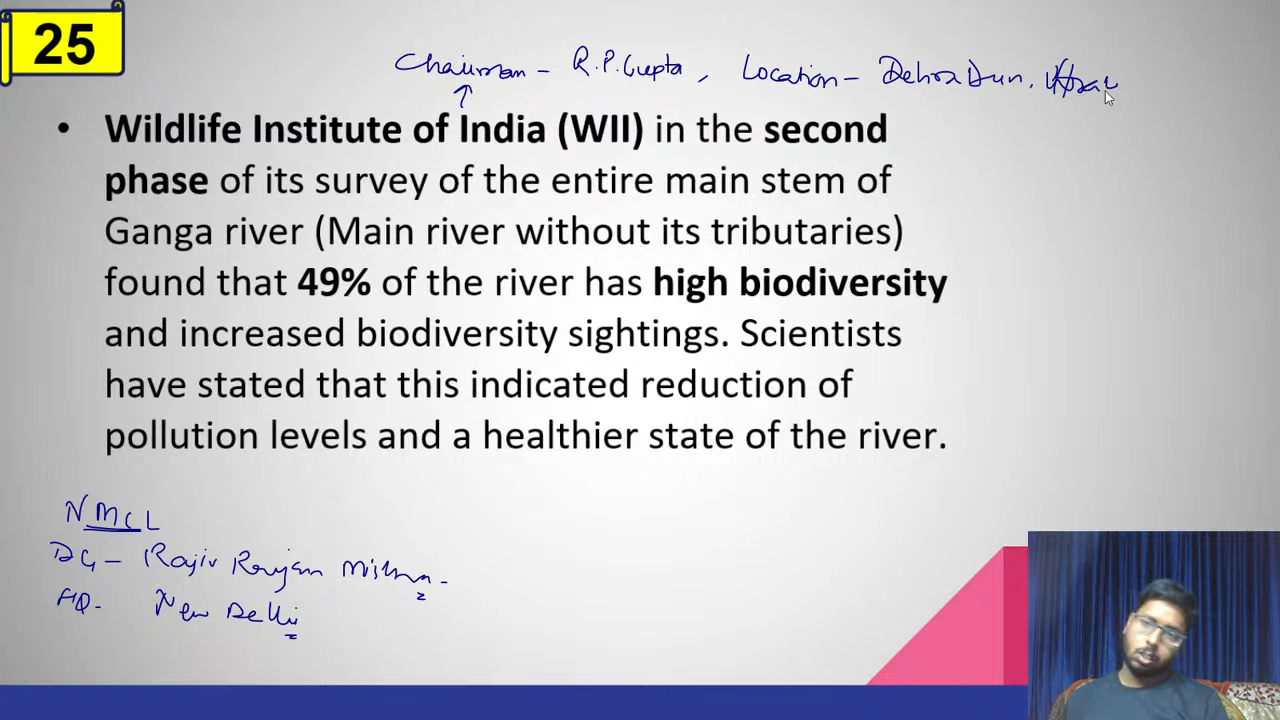 25
Chairman - R.P. Gupta, Location - Dehra Dun,
Wildlife Institute of India (WII) in the second
phase of its survey of the entire main stem of
Ganga river (Main river without its tributaries)
found that 49% of the river has high biodiversity
and increased biodiversity sightings. Scientists
have stated that this indicated reduction of
pollution levels and a healthier state of the river.
NMCL
DG - Rajiv Ranjan Mishra -
HQ - New Delhi